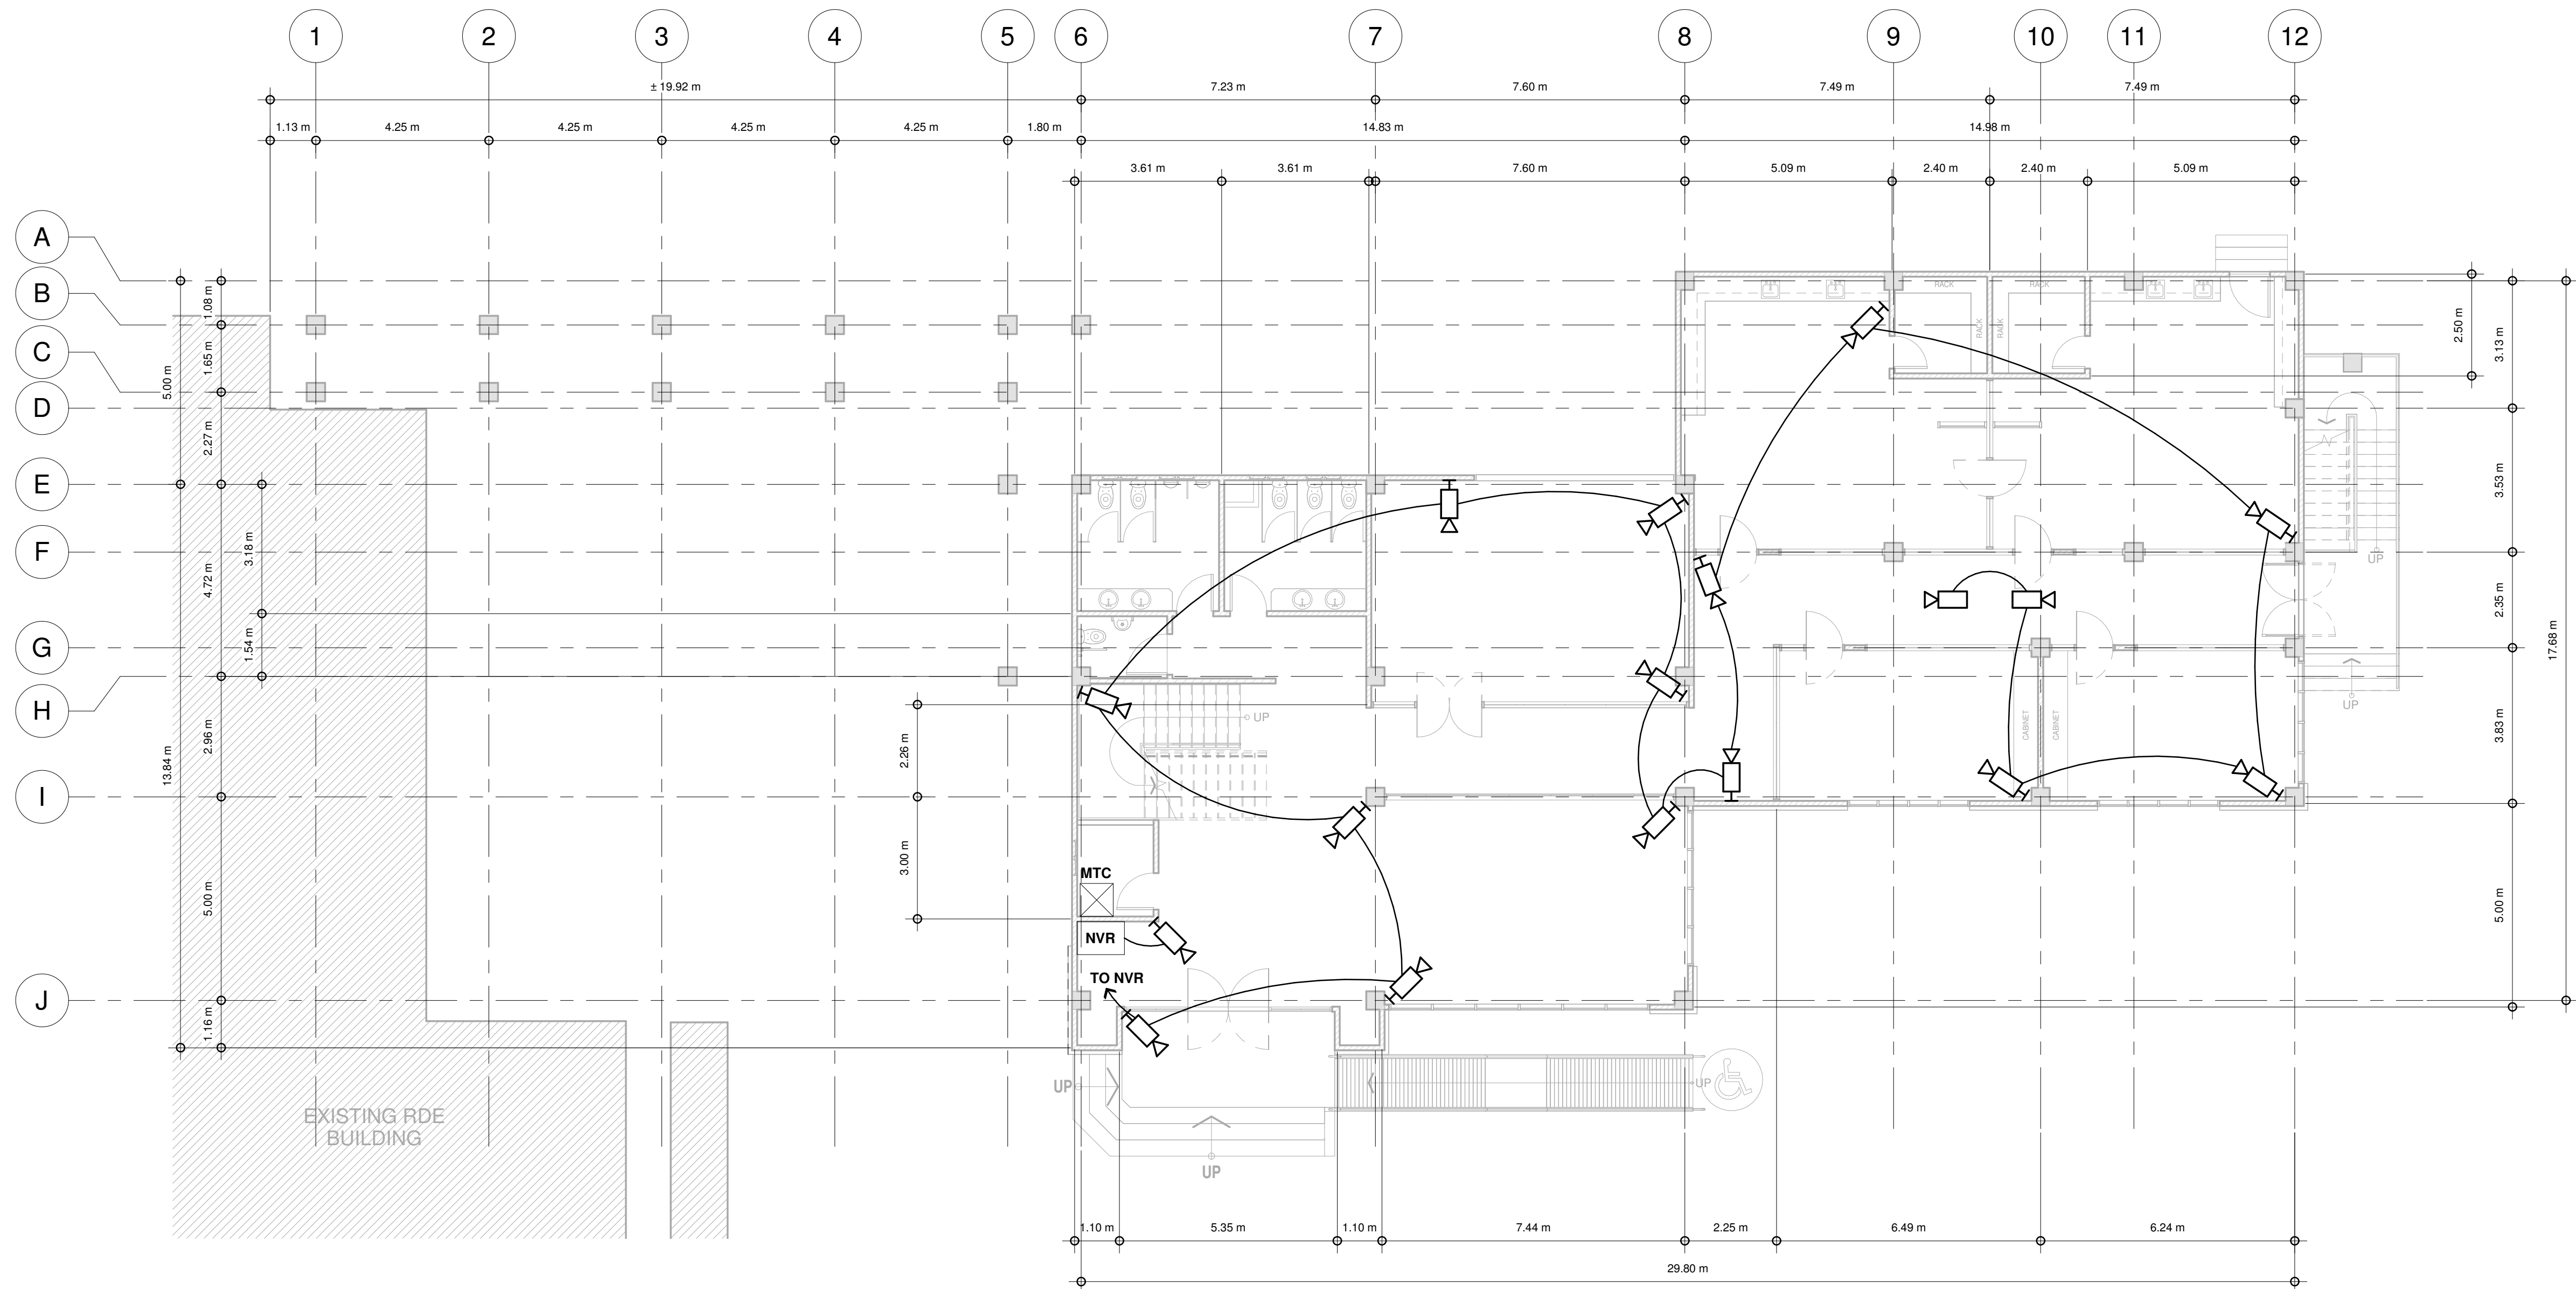 1 2 3 4 5 6 7 8 9 10 11 12
± 19.92 m 7.23 m 7.60 m 7.49 m 7.49 m
1.13 m 4.25 m 4.25 m 4.25 m 4.25 m 1.80 m 14.83 m 14.98 m
3.61 m 3.61 m 7.60 m 5.09 m 2.40 m 2.40 m 5.09 m
A
B
C
D
E
F
G
H
I
J
5.00 m
13.84 m
1.08 m
1.65 m
2.27 m
4.72 m
2.96 m
5.00 m
1.16 m
3.18 m
1.54 m
2.26 m
3.00 m
RACK
RACK
RACK
RACK
UP
UP
UP
CABINET
CABINET
MTC
NVR
TO NVR
2.50 m
3.13 m
3.53 m
2.35 m
3.83 m
5.00 m
17.68 m
UP
UP
UP
EXISTING RDE
BUILDING
1.10 m 5.35 m 1.10 m 7.44 m 2.25 m 6.49 m 6.24 m
29.80 m